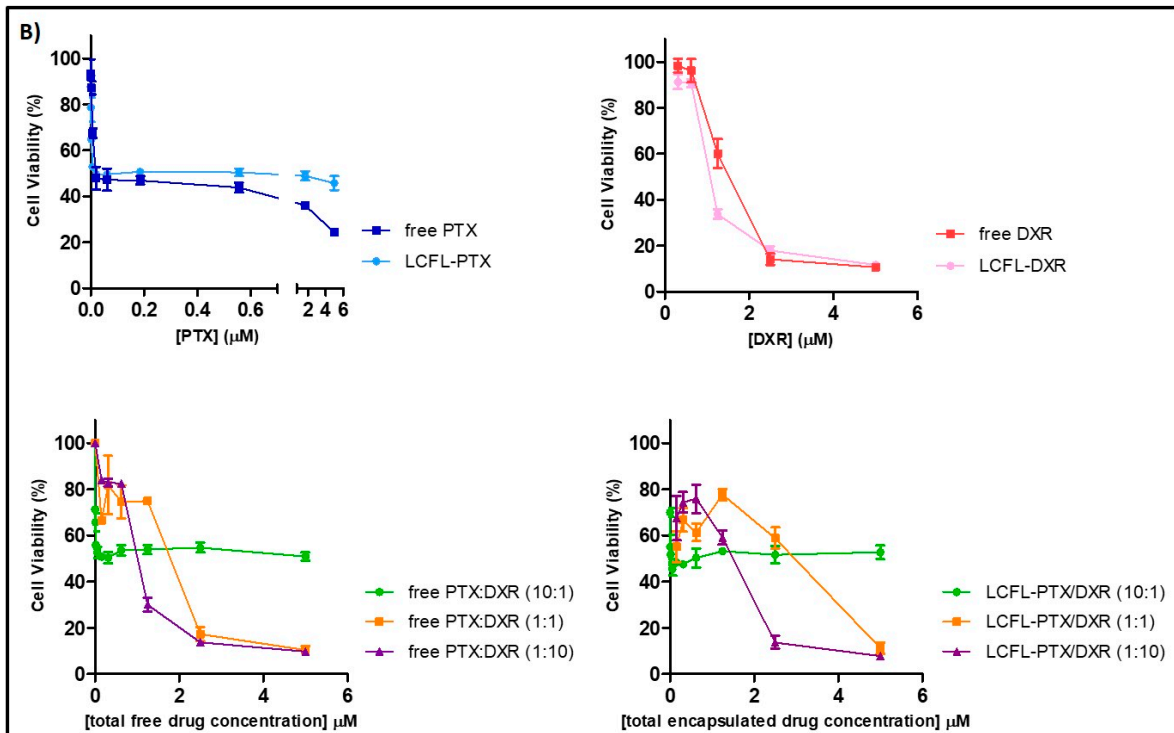 B)
Cell Viability (%)
100
80
60
40
20
0
0.0 0.2 0.4 0.6 2 4 6
[PTX] (μM)
free PTX
LCFL-PTX
Cell Viability (%)
100
80
60
40
20
0
0 2 4 6
[DXR] (μM)
free DXR
LCFL-DXR
Cell Viability (%)
100
80
60
40
20
0
0 2 4 6
[total free drug concentration] μM
free PTX:DXR (10:1)
free PTX:DXR (1:1)
free PTX:DXR (1:10)
Cell Viability (%)
100
80
60
40
20
0
0 2 4 6
[total encapsulated drug concentration] μM
LCFL-PTX/DXR (10:1)
LCFL-PTX/DXR (1:1)
LCFL-PTX/DXR (1:10)